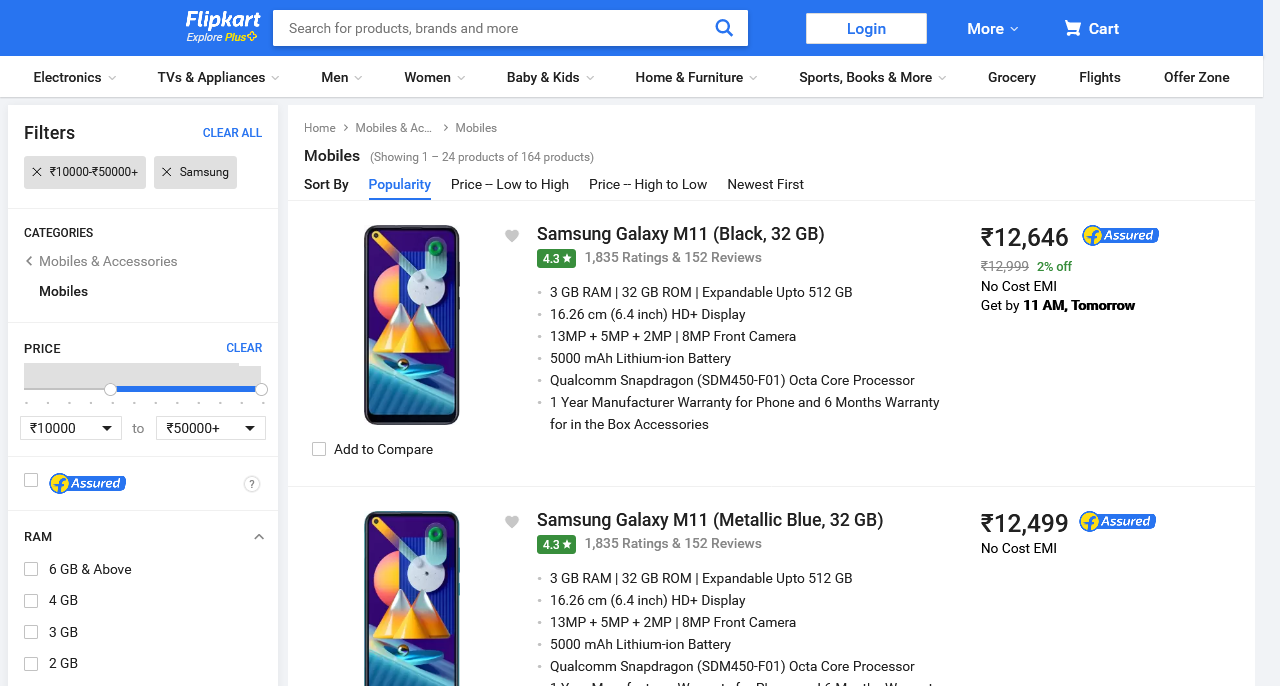 Flipkart
Explore Plus
Search for products, brands and more
Login
More
Cart
Electronics
TVs & Appliances
Men
Women
Baby & Kids
Home & Furniture
Sports, Books & More
Grocery
Flights
Offer Zone
Filters
CLEAR ALL
₹10000-₹50000+
Samsung
CATEGORIES
Mobiles & Accessories
Mobiles
PRICE
CLEAR
₹10000
to
₹50000+
Assured
?
RAM
6 GB & Above
4 GB
3 GB
2 GB
Home
Mobiles & Ac...
Mobiles
Mobiles (Showing 1 – 24 products of 164 products)
Sort By
Popularity
Price -- Low to High
Price -- High to Low
Newest First
Samsung Galaxy M11 (Black, 32 GB)
4.3 ★ 1,835 Ratings & 152 Reviews
3 GB RAM | 32 GB ROM | Expandable Upto 512 GB
16.26 cm (6.4 inch) HD+ Display
13MP + 5MP + 2MP | 8MP Front Camera
5000 mAh Lithium-ion Battery
Qualcomm Snapdragon (SDM450-F01) Octa Core Processor
1 Year Manufacturer Warranty for Phone and 6 Months Warranty
for in the Box Accessories
₹12,646
Assured
₹12,999 2% off
No Cost EMI
Get by 11 AM, Tomorrow
Add to Compare
Samsung Galaxy M11 (Metallic Blue, 32 GB)
4.3 ★ 1,835 Ratings & 152 Reviews
3 GB RAM | 32 GB ROM | Expandable Upto 512 GB
16.26 cm (6.4 inch) HD+ Display
13MP + 5MP + 2MP | 8MP Front Camera
5000 mAh Lithium-ion Battery
Qualcomm Snapdragon (SDM450-F01) Octa Core Processor
1 Year Manufacturer Warranty for Phone and 6 Months Warranty
₹12,499
Assured
No Cost EMI